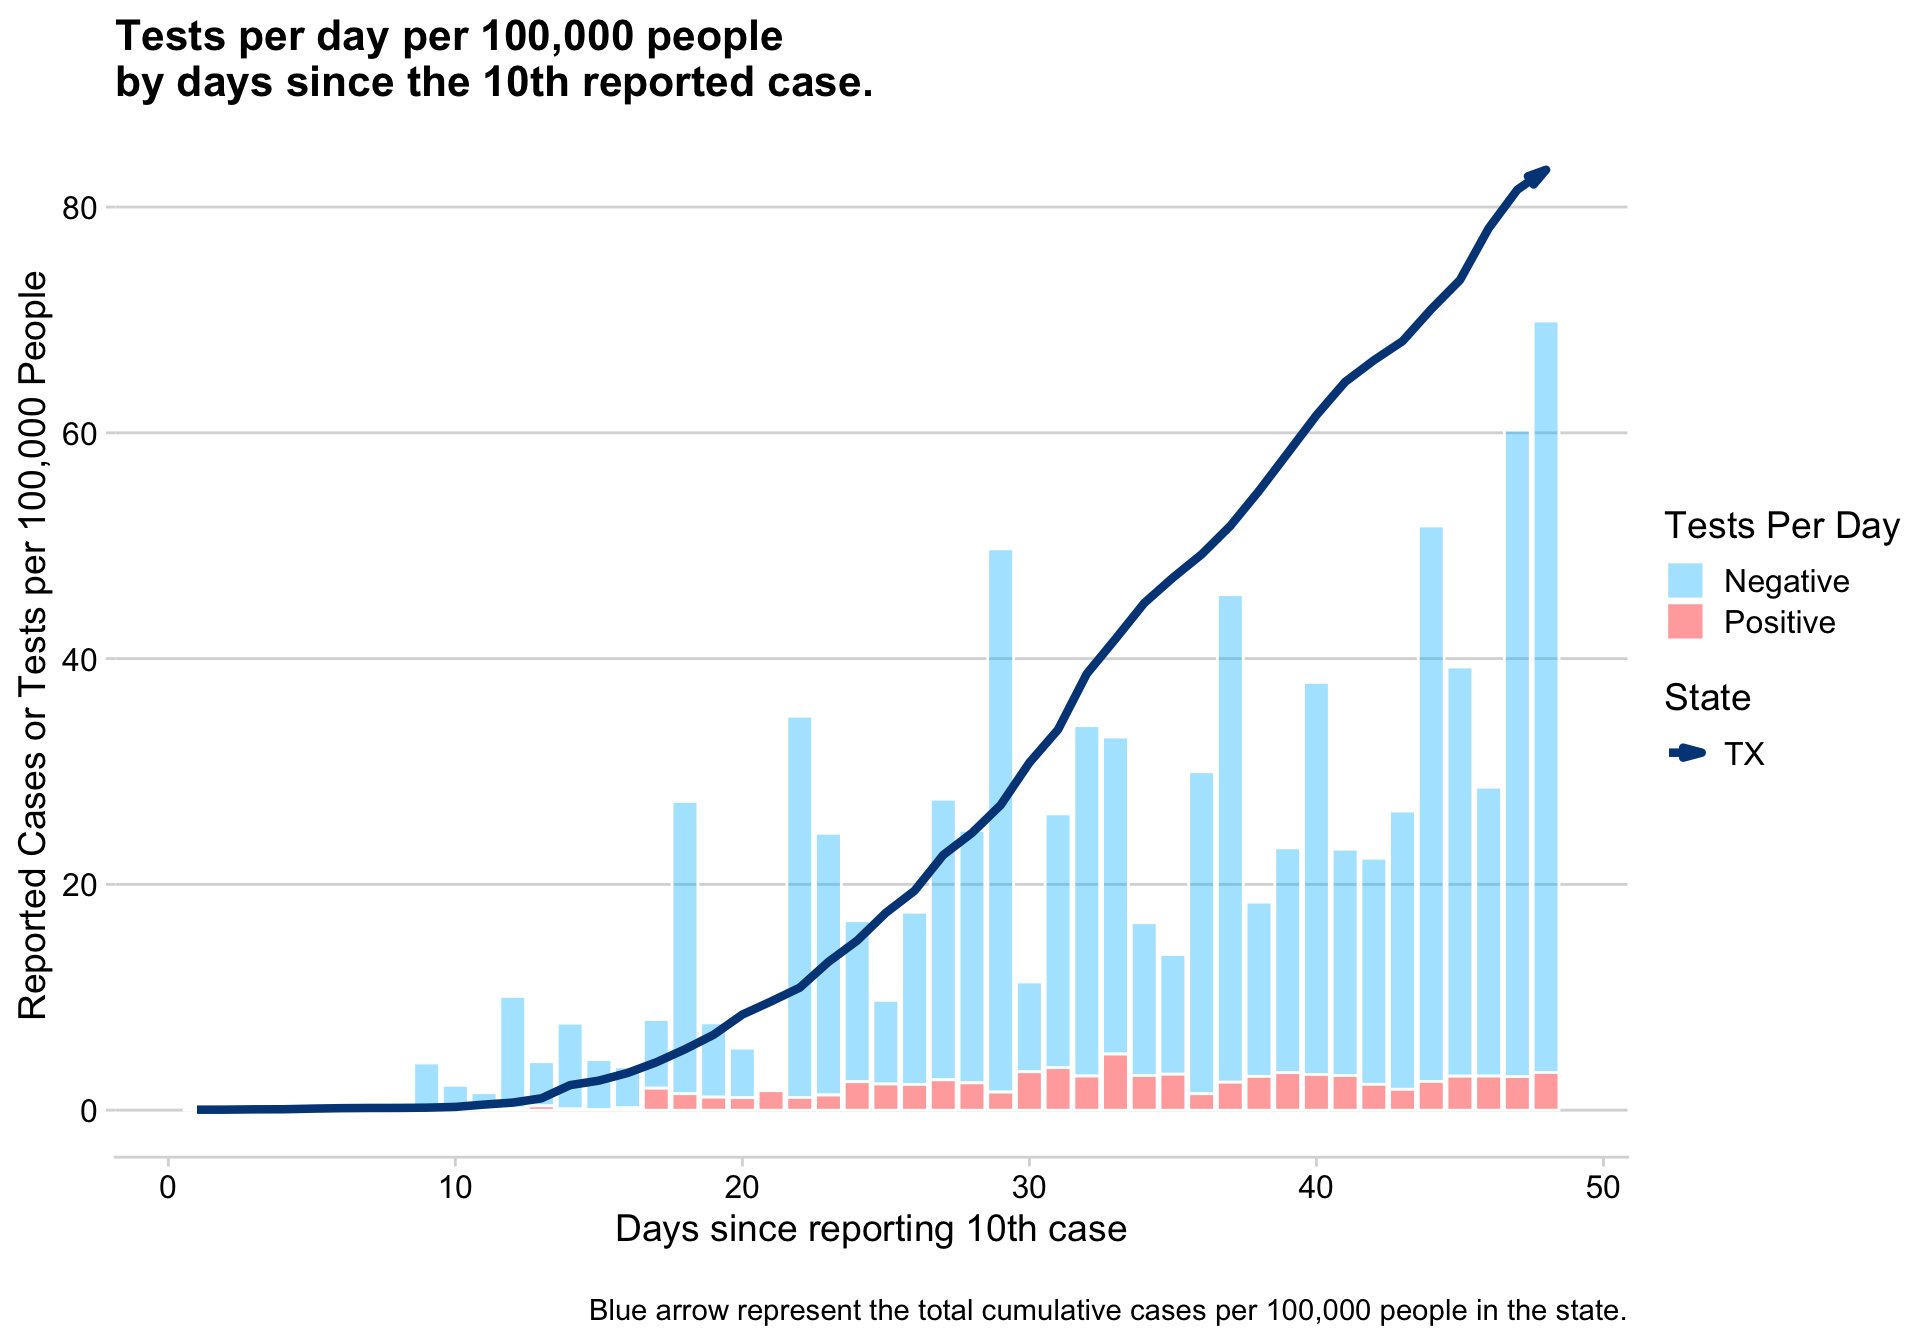 Tests per day per 100,000 people
by days since the 10th reported case.
Reported Cases or Tests per 100,000 People
80
60
40
20
0
0
10
20
30
40
50
Days since reporting 10th case
Tests Per Day
Negative
Positive
State
TX
Blue arrow represent the total cumulative cases per 100,000 people in the state.